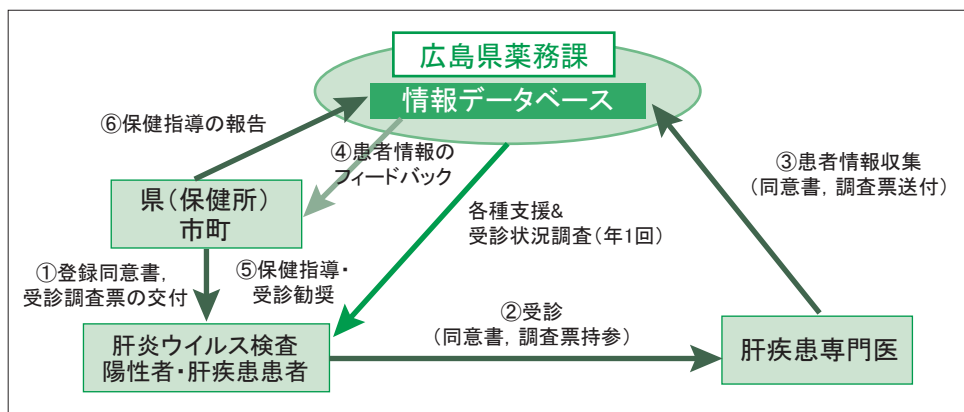 広島県薬務課
情報データベース
⑥保健指導の報告
④患者情報の
フィードバック
③患者情報収集
(同意書, 調査票送付)
県(保健所)
市町
各種支援&
受診状況調査(年1回)
①登録同意書,
受診調査票の交付
⑤保健指導・
受診勧奨
②受診
(同意書, 調査票持参)
肝炎ウイルス検査
陽性者・肝疾患患者
肝疾患専門医